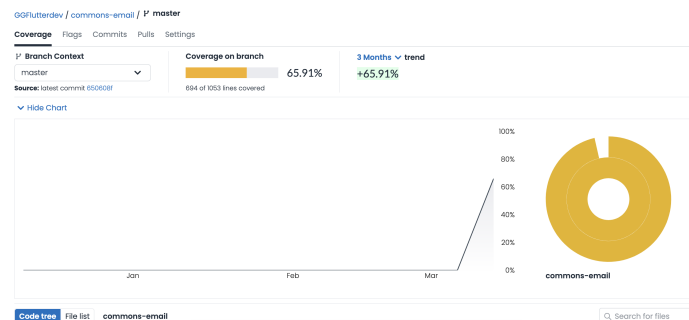 GGFlutterdev / commons-email / master
Coverage Flags Commits Pulls Settings
Branch Context
master
Source: latest commit 650608f
Coverage on branch
65.91%
694 of 1053 lines covered
3 Months trend
+65.91%
Hide Chart
100%
80%
60%
40%
20%
0%
Jan Feb Mar
commons-email
Code tree File list commons-email
Search for files